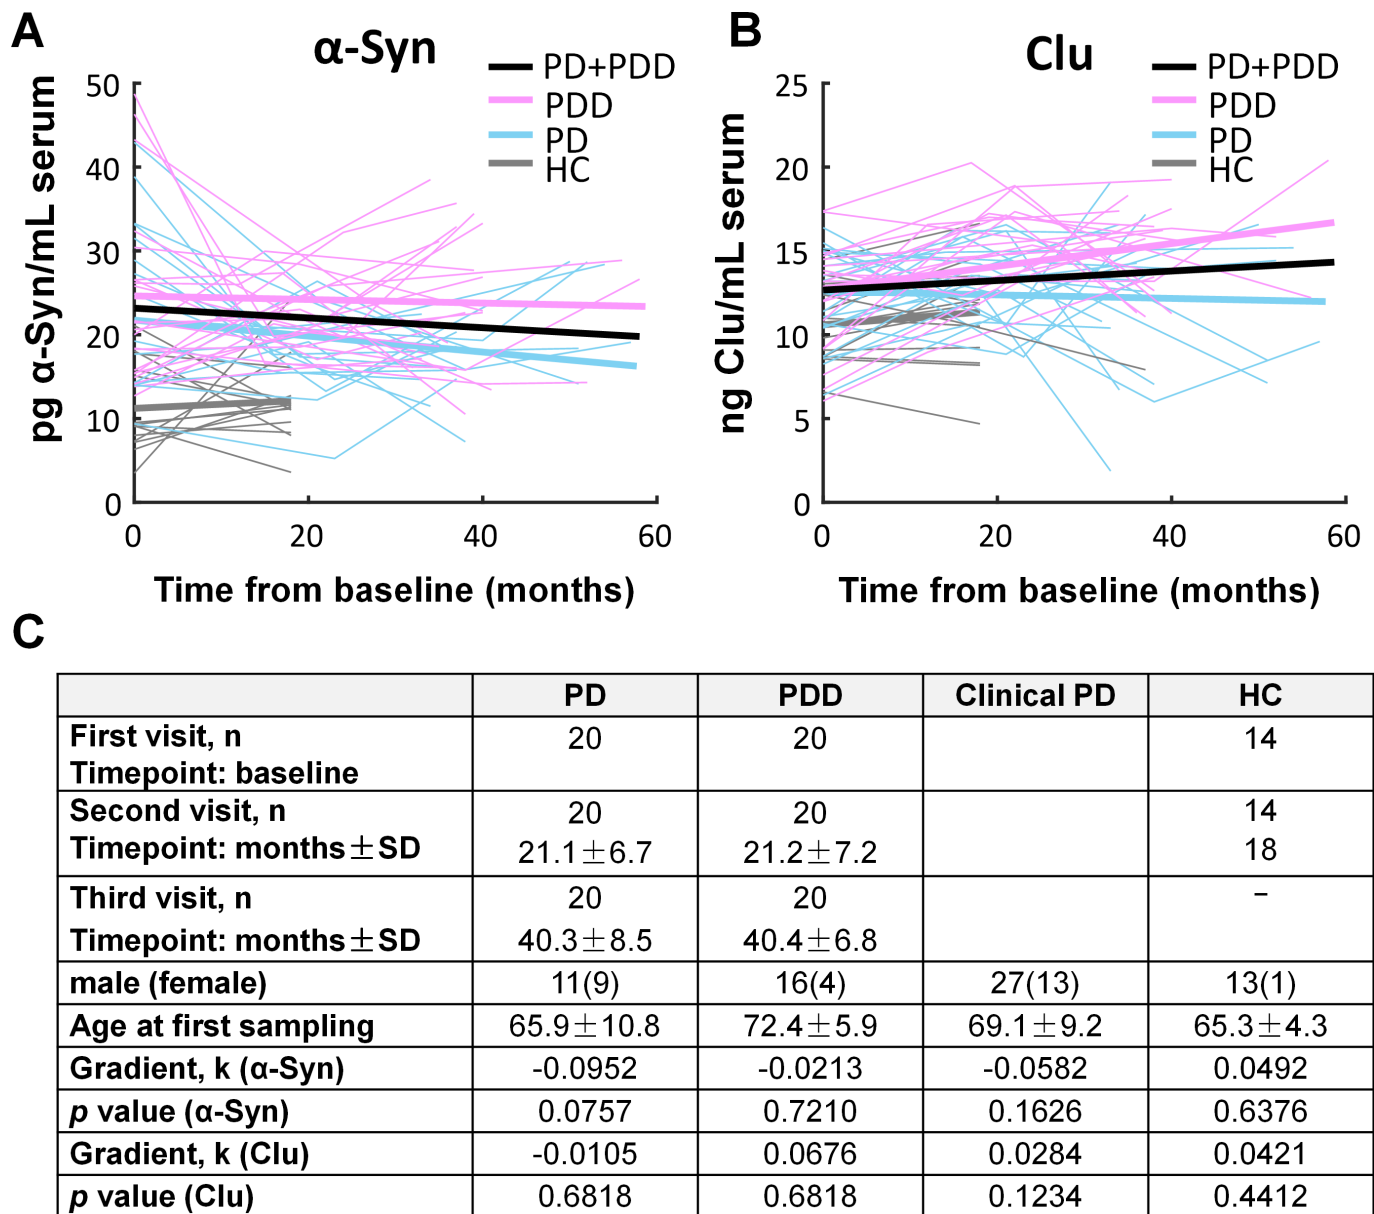 A
α-Syn
PD+PDD
PDD
PD
HC
50
40
30
20
10
0
pg α-Syn/mL serum
0
20
40
60
Time from baseline (months)
B
Clu
PD+PDD
PDD
PD
HC
25
20
15
10
5
0
ng Clu/mL serum
0
20
40
60
Time from baseline (months)
C
PD PDD Clinical PD HC
First visit, n 20 20 14
Timepoint: baseline
Second visit, n 20 20 14
Timepoint: months±SD 21.1±6.7 21.2±7.2 18
Third visit, n 20 20 –
Timepoint: months±SD 40.3±8.5 40.4±6.8
male (female) 11(9) 16(4) 27(13) 13(1)
Age at first sampling 65.9±10.8 72.4±5.9 69.1±9.2 65.3±4.3
Gradient, k (α-Syn) -0.0952 -0.0213 -0.0582 0.0492
p value (α-Syn) 0.0757 0.7210 0.1626 0.6376
Gradient, k (Clu) -0.0105 0.0676 0.0284 0.0421
p value (Clu) 0.6818 0.6818 0.1234 0.4412